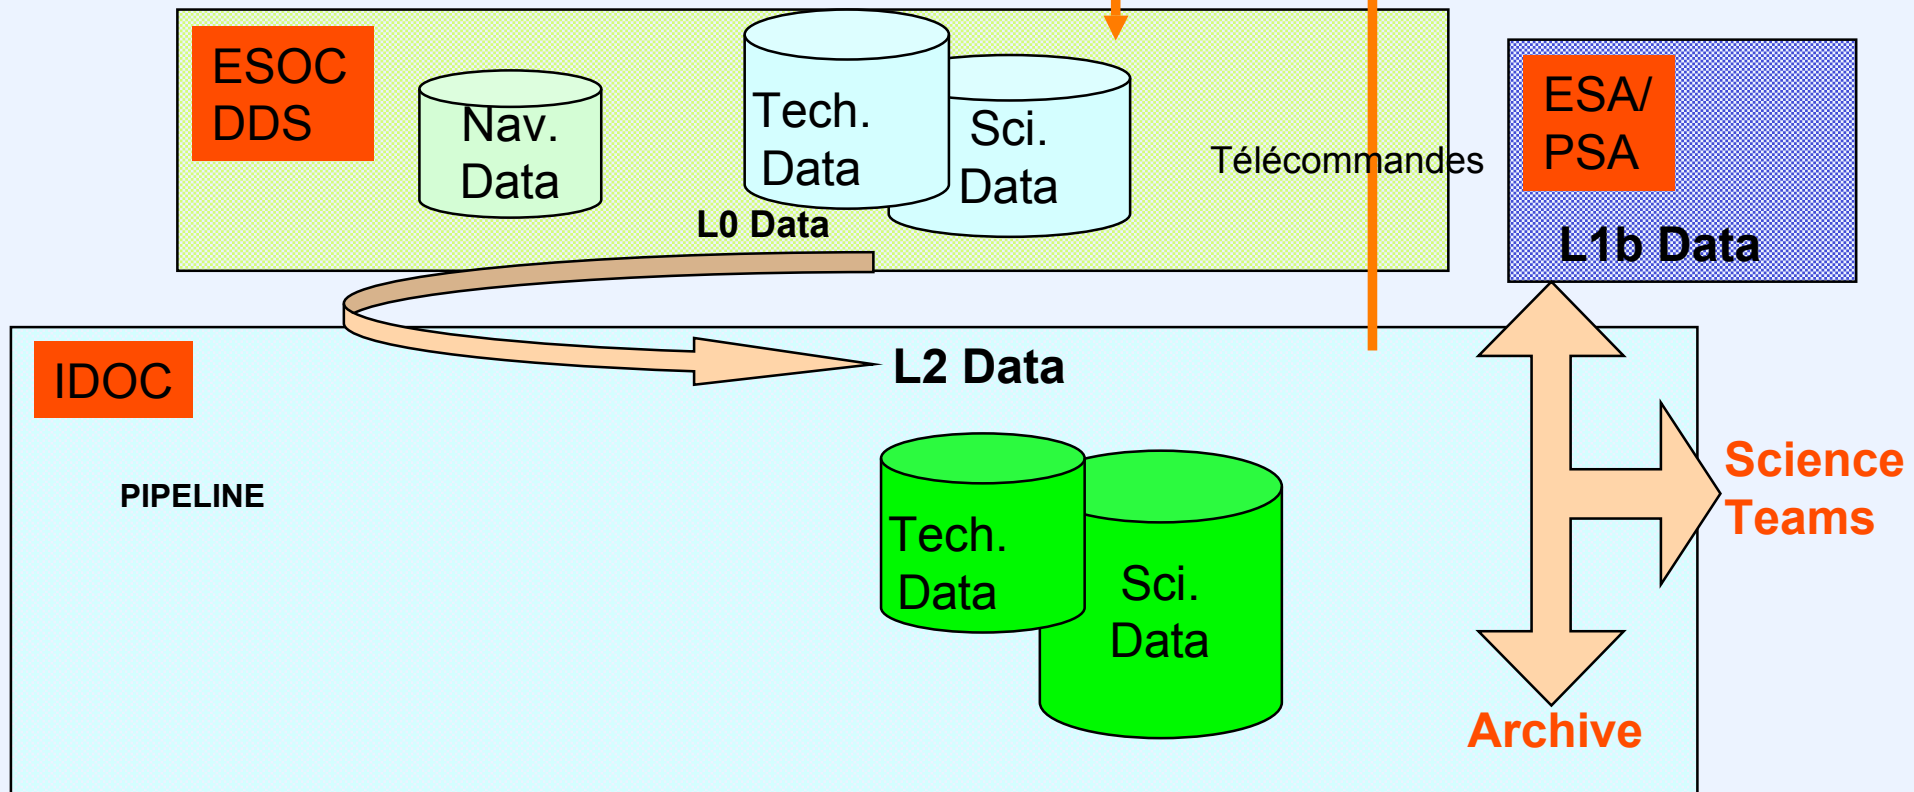 ESOC
DDS
Nav.
Data
Tech.
Data
Sci.
Data
L0 Data
Télécommandes
ESA/
PSA
L1b Data
IDOC
L2 Data
PIPELINE
Tech.
Data
Sci.
Data
Science
Teams
Archive